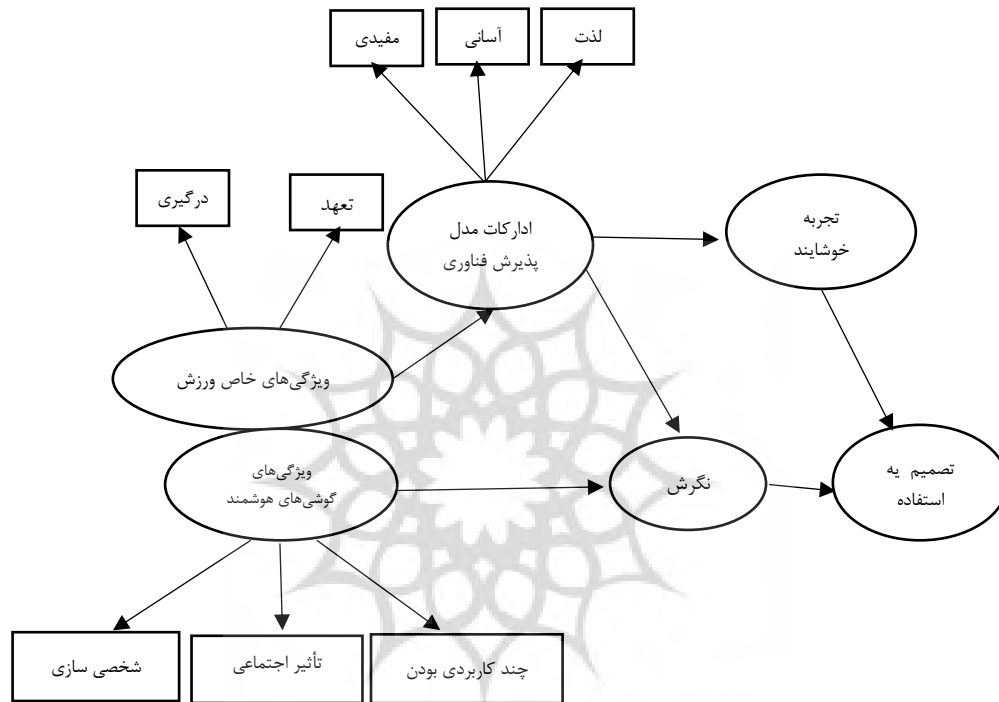 لذت
آسانی
مفیدی
تجربه
خوشایند
ادارکات مدل
پذیرش فناوری
تعهد
درگیری
ویژگی‌های خاص ورزش
تصمیم یه
استفاده
نگرش
ویژگی‌های
گوشی‌های هوشمند
چند کاربردی بودن
تأثیر اجتماعی
شخصی سازی